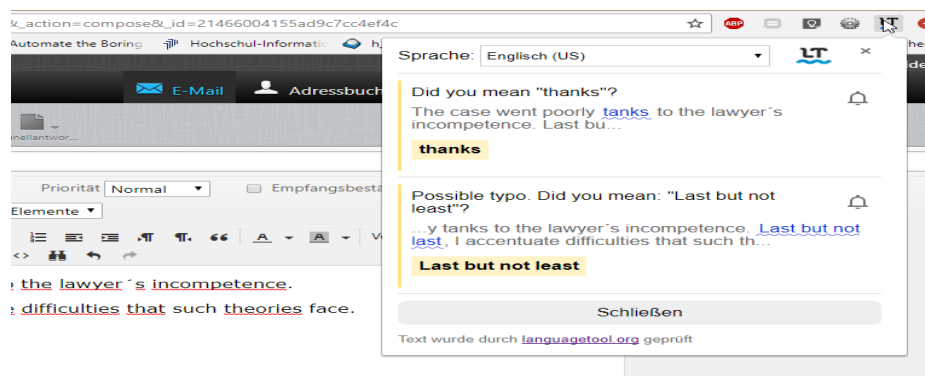 &_action=compose&_id=21466004155ad9c7cc4ef4c
ABP
Automate the Boring Hochschul-Informatic
E-Mail Adressbuch
nellantwor...
Priorität Normal Empfangsbestä
Elemente
<>
the lawyer´s incompetence.
difficulties that such theories face.
Sprache: Englisch (US) LT ×
Did you mean "thanks"?
The case went poorly tanks to the lawyer´s
incompetence. Last bu...
thanks
Possible typo. Did you mean: "Last but not
least"?
...y tanks to the lawyer´s incompetence. Last but not
last, I accentuate difficulties that such th...
Last but not least
Schließen
Text wurde durch languagetool.org geprüft